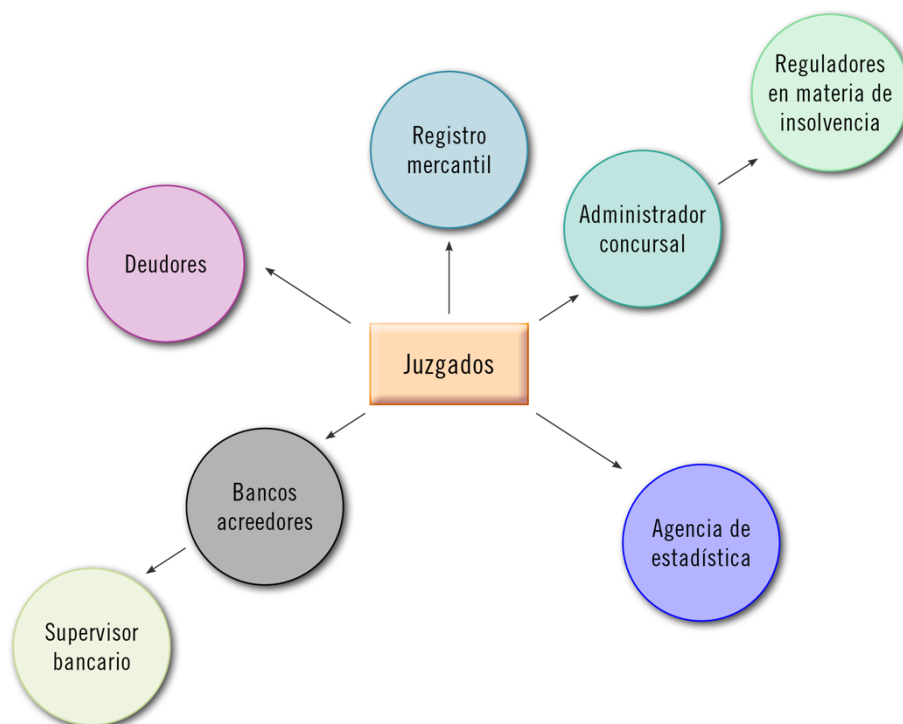 Reguladores
en materia de
insolvencia
Registro
mercantil
Administrador
concursal
Deudores
Juzgados
Bancos
acreedores
Agencia de
estadística
Supervisor
bancario